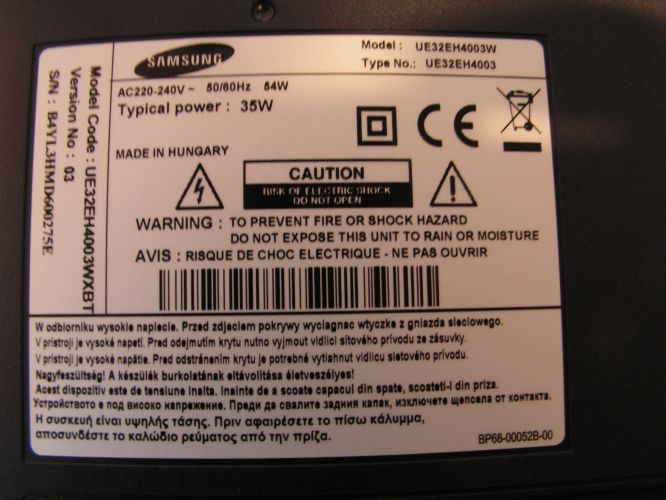 SAMSUNG
Model : UE32EH4003W
Type No.: UE32EH4003
AC220-240V ~ 50/60Hz 54W
Typical power : 35W
MADE IN HUNGARY
CE
CAUTION
RISK OF ELECTRIC SHOCK
DO NOT OPEN
WARNING : TO PREVENT FIRE OR SHOCK HAZARD
DO NOT EXPOSE THIS UNIT TO RAIN OR MOISTURE
AVIS : RISQUE DE CHOC ELECTRIQUE - NE PAS OUVRIR
Model Code : UE32EH4003WXBT
Version No : 03
S/N : B4YL3HMD600275E
W odbiorniku wysokie napiecie. Przed zdjeciem pokrywy wyciagnac wtyczke z gniazda sieciowego.
V pristroji je vysoké napeti. Pred odejmutím krytu nutno vyjmout vidlici sítového prívodu ze zásuvky.
V pristroji je vysoké napätie. Pred odstránením krytu je potrebné vytiahnut vidlicu sietového prívodu.
Nagyfeszültség! A készülék burkolatának eltávolítása életveszélyes!
Acest dispozitiv este de tensiune inalta. Inainte de a scoate capacul din spate, scoateti-l din priza.
Устройството е под високо напрежение. Преди да свалите задния капак, изключете щепсела от контакта.
Η συσκευή είναι υψηλής τάσης. Πριν αφαιρέσετε το πίσω κάλυμμα,
αποσυνδέστε το καλώδιο ρεύματος από την πρίζα.
BP68-00052B-00